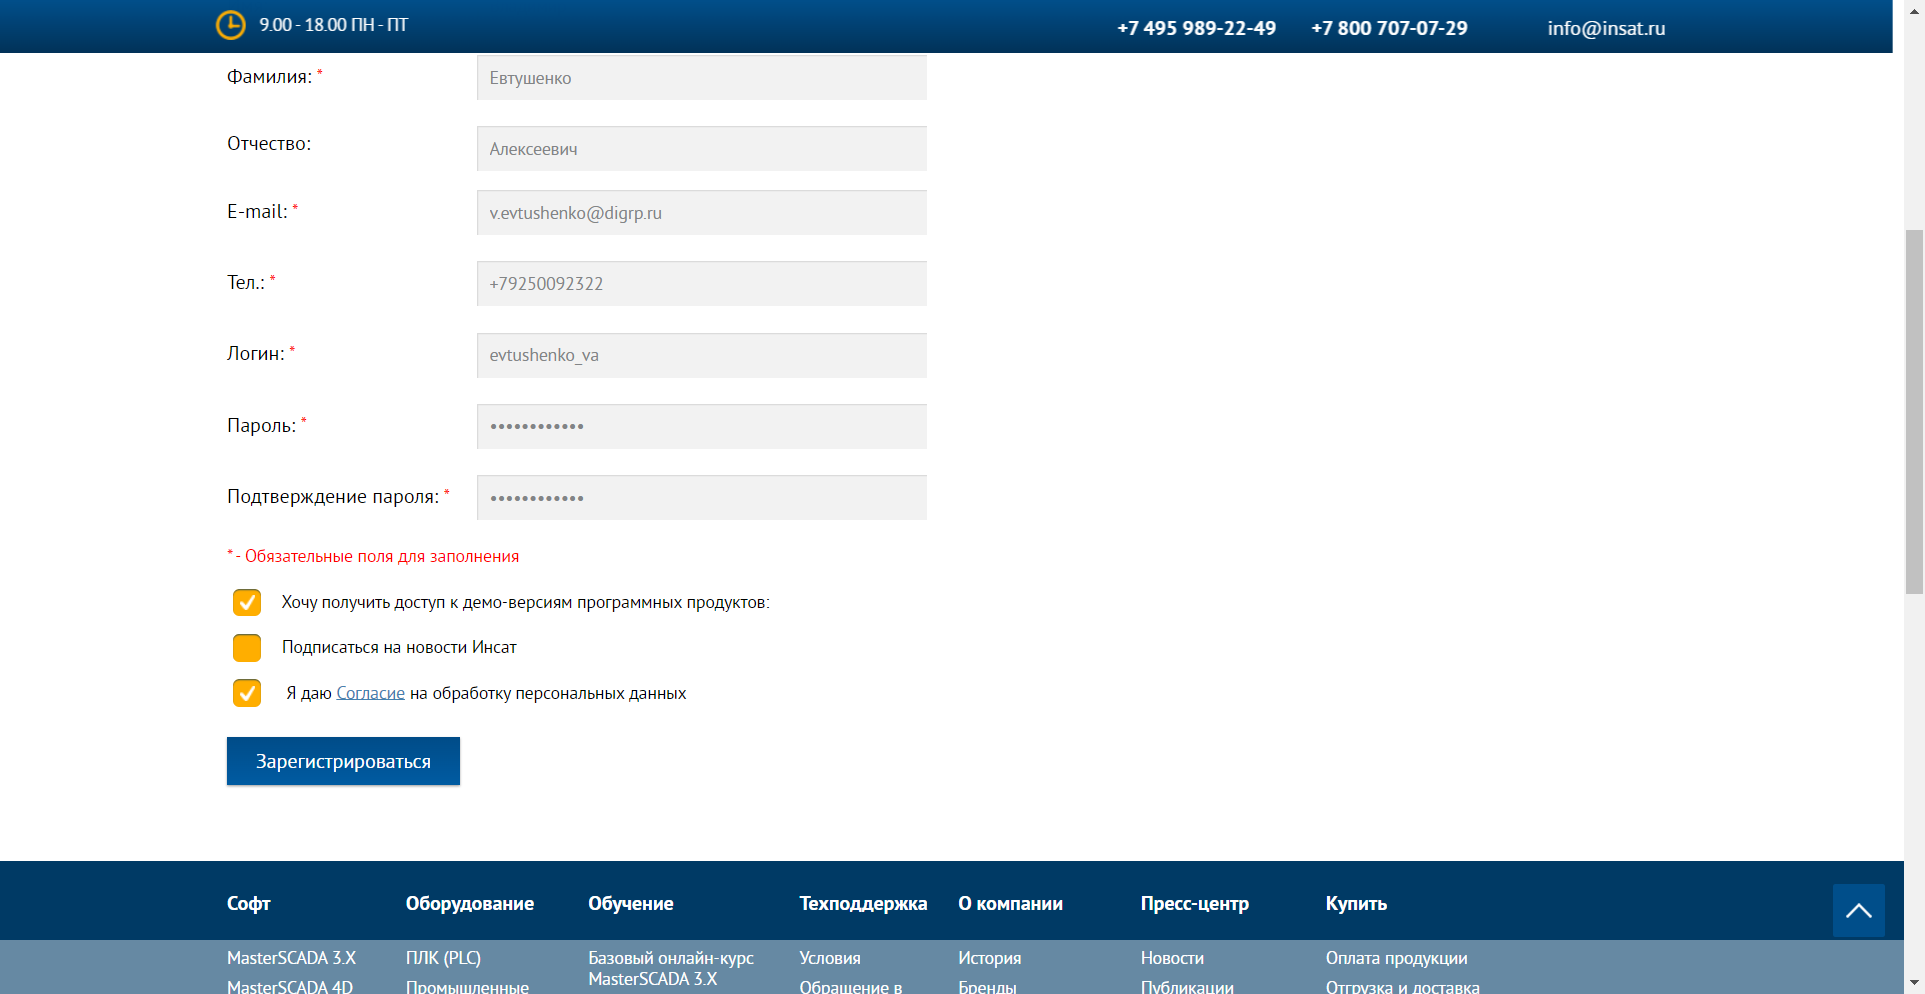 9.00 - 18.00 ПН - ПТ
+7 495 989-22-49
+7 800 707-07-29
info@insat.ru
Фамилия: *
Евтушенко
Отчество:
Алексеевич
E-mail: *
v.evtushenko@digrp.ru
Тел.: *
+79250092322
Логин: *
evtushenko_va
Пароль: *
••••••••••••
Подтверждение пароля: *
••••••••••••
* - Обязательные поля для заполнения
Хочу получить доступ к демо-версиям программных продуктов:
Подписаться на новости Инсат
Я даю Согласие на обработку персональных данных
Зарегистрироваться
Софт
Оборудование
Обучение
Техподдержка
О компании
Пресс-центр
Купить
MasterSCADA 3.X
ПЛК (PLC)
Базовый онлайн-курс
MasterSCADA 3.X
Условия
История
Новости
Оплата продукции
MasterSCADA 4D
Промышленные
Обращение в
Бренды
Публикации
Отгрузка и доставка